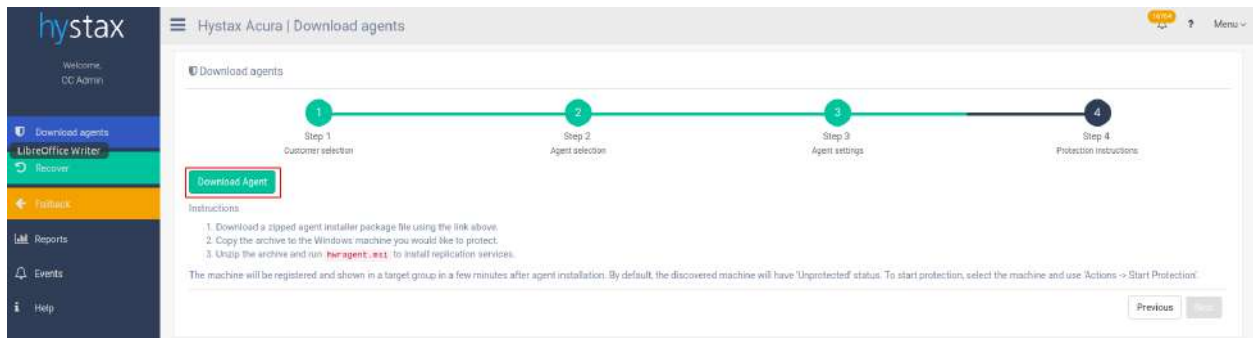 hystax
Hystax Acura | Download agents
? Menu
Welcome,
CC Admin
Download agents
LibreOffice Writer
Recover
Failback
Reports
Events
Help
Download agents
1 2 3 4
Step 1 Step 2 Step 3 Step 4
Customer selection Agent selection Agent settings Protection instructions
Download Agent
Instructions
1. Download a zipped agent installer package file using the link above.
2. Copy the archive to the Windows machine you would like to protect.
3. Unzip the archive and run hwragent.msi to install replication services.
The machine will be registered and shown in a target group in a few minutes after agent installation. By default, the discovered machine will have 'Unprotected' status. To start protection, select the machine and use 'Actions -> Start Protection'.
Previous Next